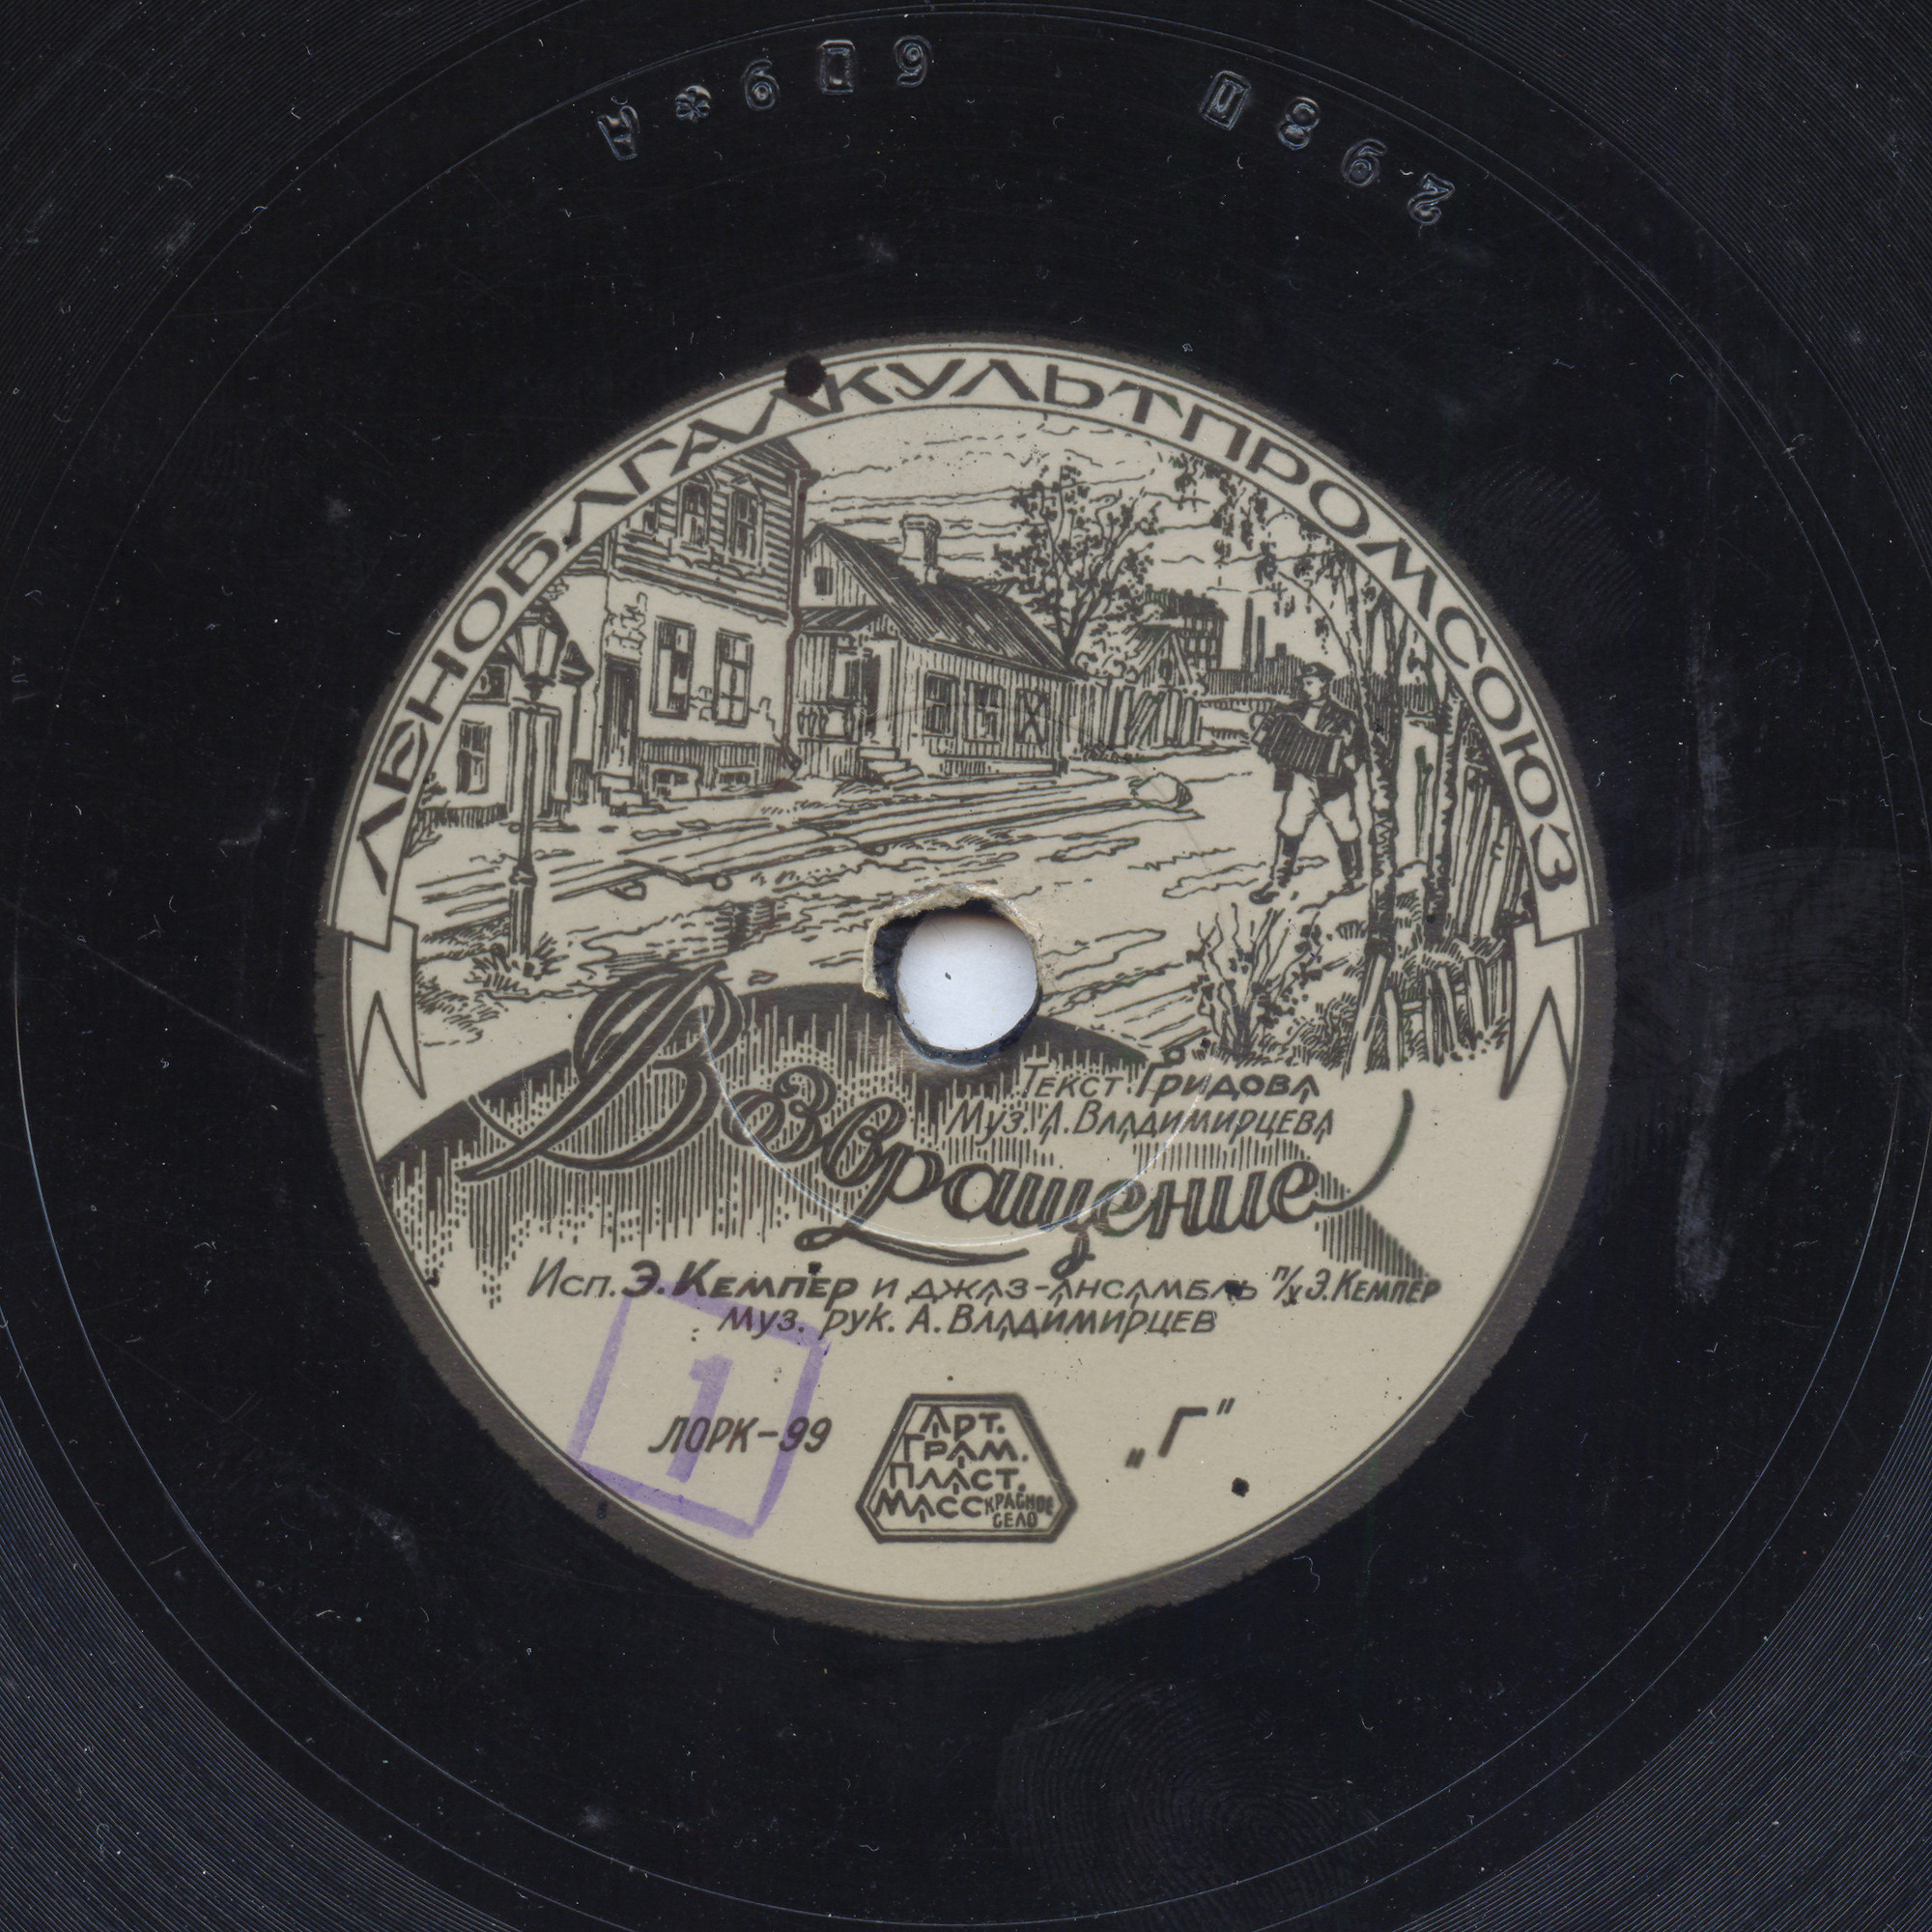 ЛЕНОБЛГАЛКУЛЬТПРОМСОЮЗ
Текст Гридова
Муз. А. Владимирцева
Возвращение
Исп. Э. Кемпер и джаз-ансамбль п/у Э. Кемпер
Муз. рук. А. Владимирцев
1
ЛОРК-99
Арт.
Грам.
Пласт.
Масс Красное
Село
„Г"